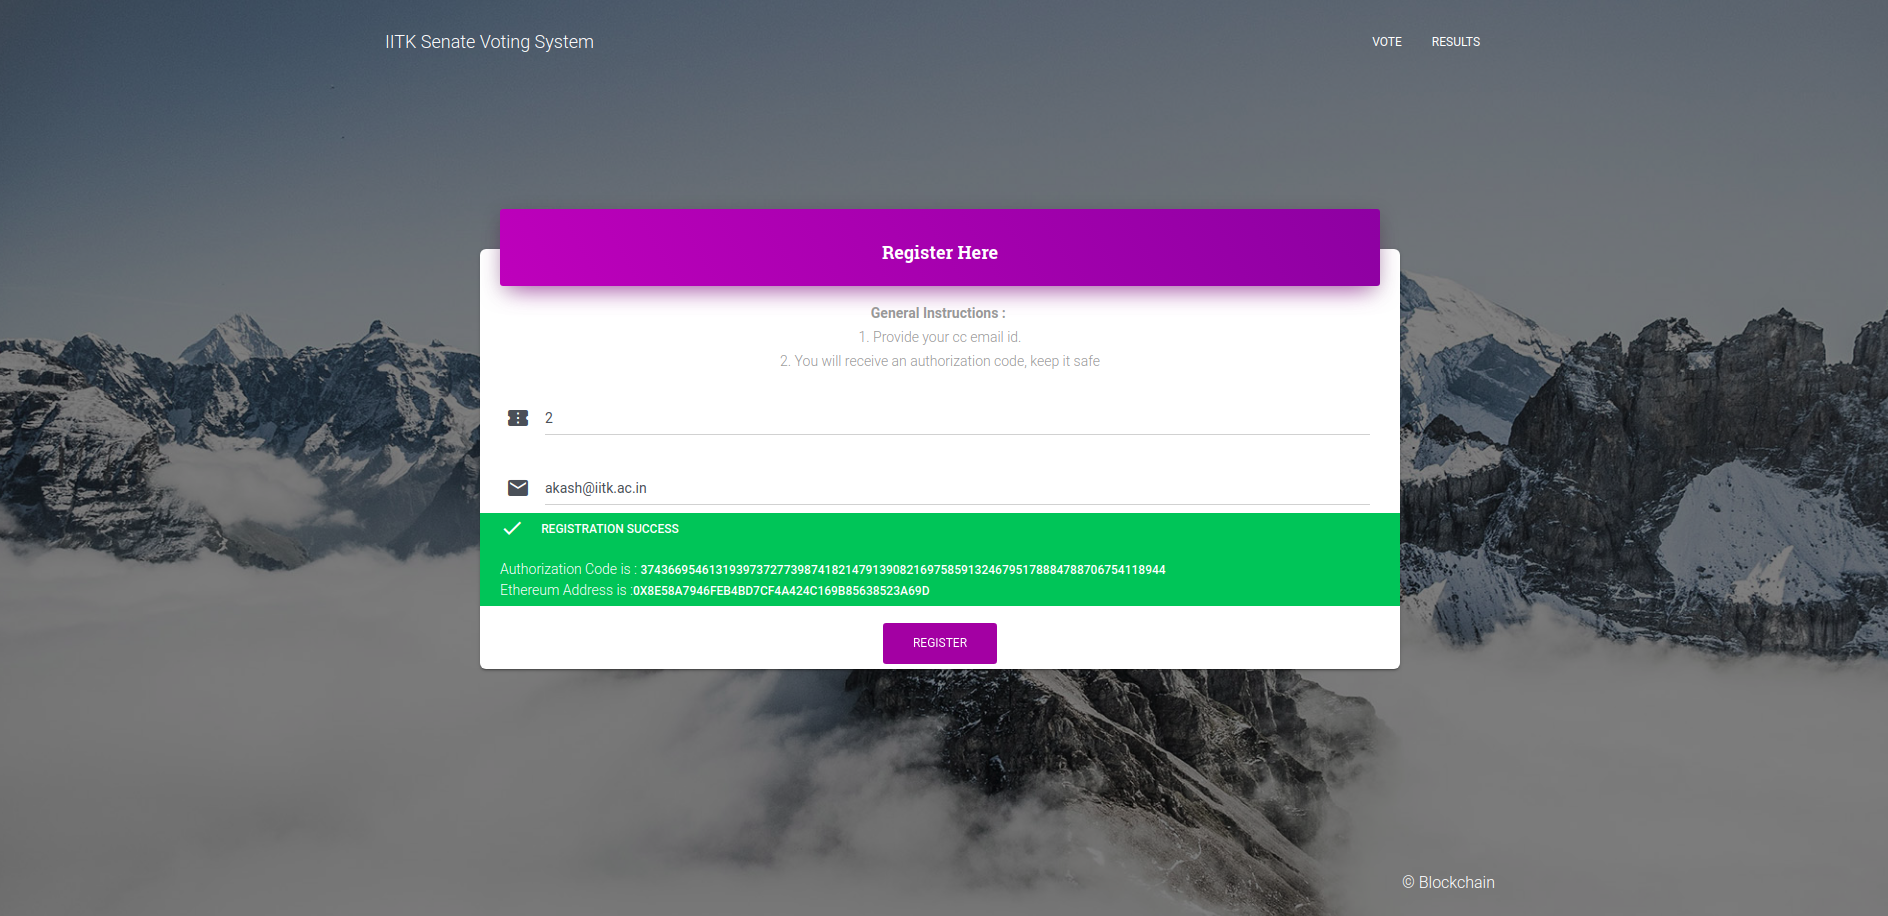 IITK Senate Voting System
VOTE RESULTS
Register Here
General Instructions :
1. Provide your cc email id.
2. You will receive an authorization code, keep it safe
2
akash@iitk.ac.in
REGISTRATION SUCCESS
Authorization Code is : 37436695461319397372773987418214791390821697585913246795178884788706754118944
Ethereum Address is :0X8E58A7946FEB4BD7CF4A424C169B85638523A69D
REGISTER
© Blockchain